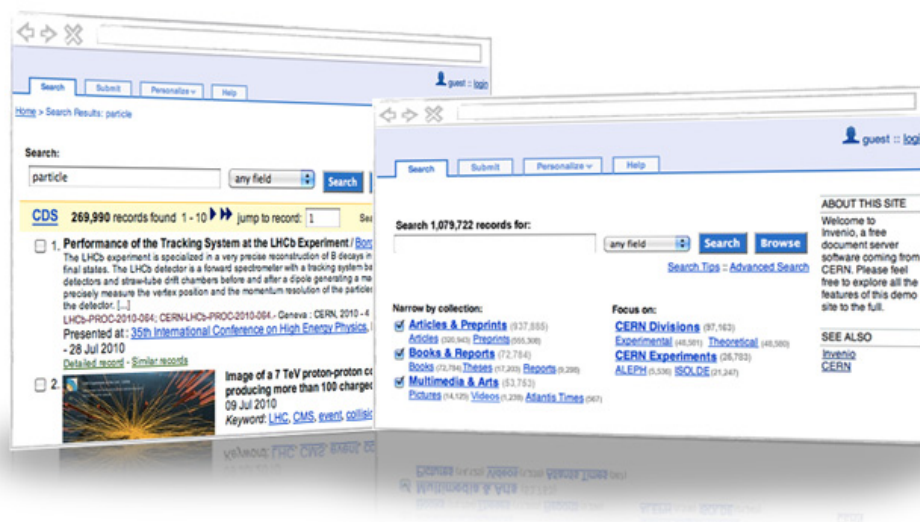 guest :: login
Search Submit Personalize Help
Home > Search Results: particle
Search:
particle any field Search
CDS 269,990 records found 1 - 10 jump to record: 1
1. Performance of the Tracking System at the LHCb Experiment /
The LHCb experiment is specialized in a very precise reconstruction of B decays in
final states. The LHCb detector is a forward spectrometer with a tracking system
detectors and straw-tube drift chambers before and after a dipole generating a
precisely measure the vertex position and the momentum resolution of the particles
the detector. [...]
LHCb-PROC-2010-064; CERN-LHCb-PROC-2010-064.- Geneva : CERN, 2010 - 4
Presented at : 35th International Conference on High Energy Physics,
- 28 Jul 2010
Detailed record - Similar records
2.
Image of a 7 TeV proton-proton
producing more than 100
09 Jul 2010
Keyword: LHC, CMS, event,
guest :: login
Search Submit Personalize Help
Search 1,079,722 records for:
any field Search Browse
Search Tips :: Advanced Search
Narrow by collection:
Articles & Preprints (937,885)
Articles (320,943) Preprints (555,308)
Books & Reports (72,784)
Books (72,784) Theses (17,203) Reports (9,298)
Multimedia & Arts (53,763)
Pictures (14,125) Videos (1,239) Atlantis Times (567)
Focus on:
CERN Divisions (97,163)
Experimental (48,581) Theoretical (48,580)
CERN Experiments (26,783)
ALEPH (5,536) ISOLDE (21,247)
ABOUT THIS SITE
Welcome to
Invenio, a free
document server
software coming from
CERN. Please feel
free to explore all the
features of this demo
site to the full.
SEE ALSO
Invenio
CERN